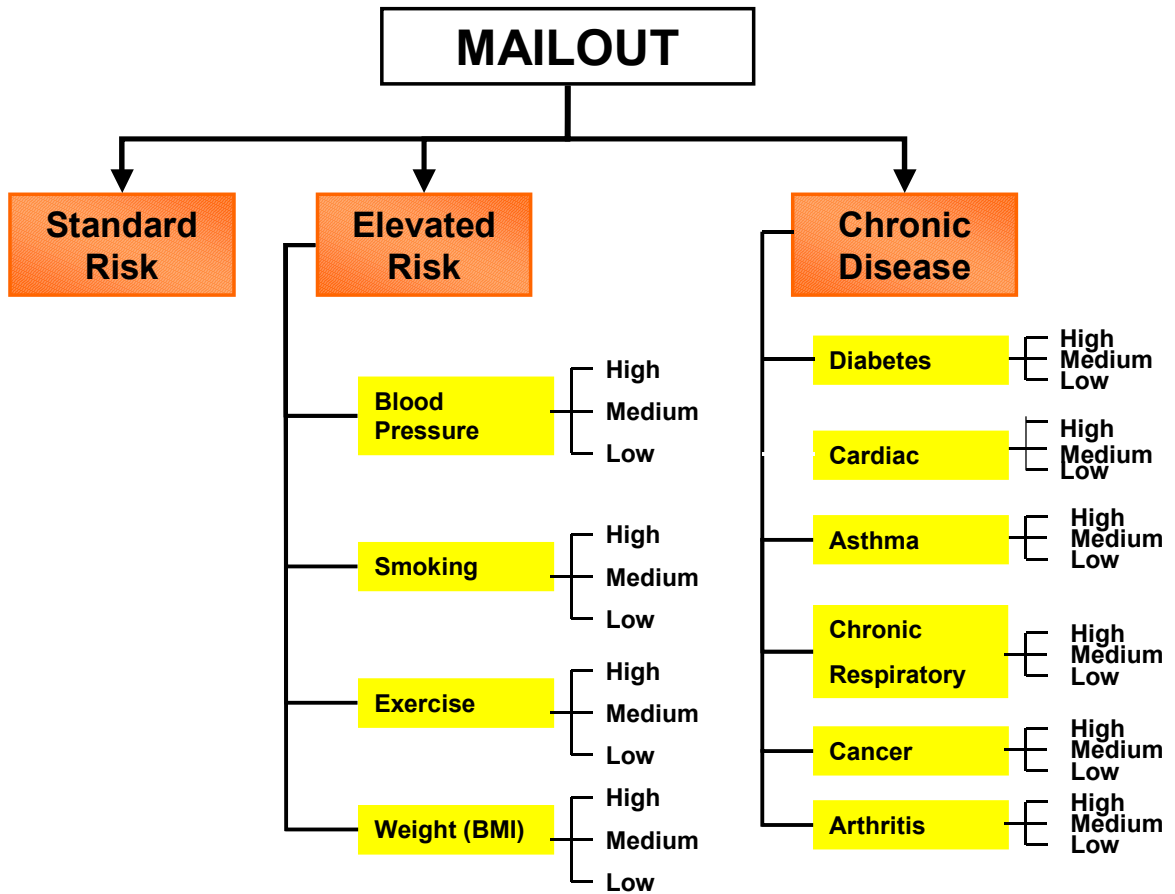 MAILOUT
Standard
Risk
Elevated
Risk
Chronic
Disease
Blood
Pressure
High
Medium
Low
Smoking
High
Medium
Low
Exercise
High
Medium
Low
Weight (BMI)
High
Medium
Low
Diabetes
High
Medium
Low
Cardiac
High
Medium
Low
Asthma
High
Medium
Low
Chronic
Respiratory
High
Medium
Low
Cancer
High
Medium
Low
Arthritis
High
Medium
Low